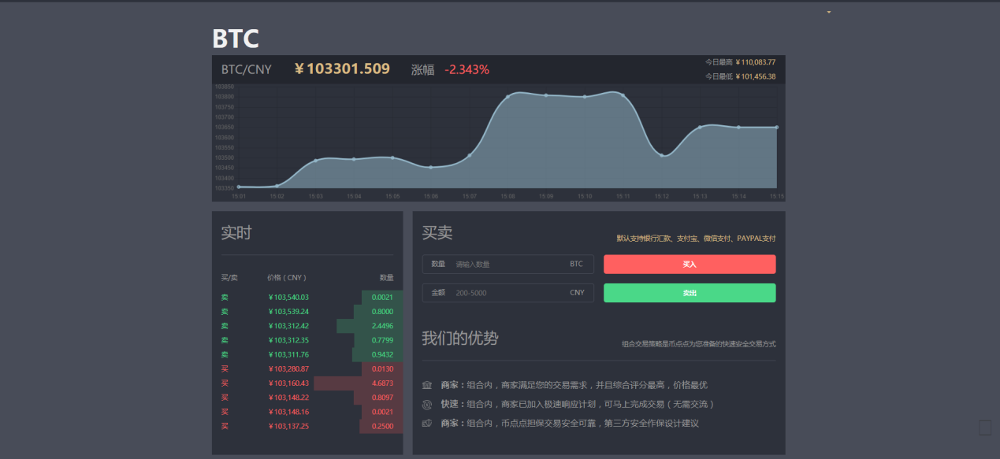 BTC
BTC/CNY ￥103301.509 涨幅 -2.343% 今日最高 ￥110,083.77
今日最低 ￥101,456.38
103850
103800
103750
103700
103650
103600
103550
103500
103450
103400
103350
15:01 15:02 15:03 15:04 15:05 15:06 15:07 15:08 15:09 15:10 15:11 15:12 15:13 15:14 15:15
实时
买/卖 价格 ( CNY ) 数量
卖 ￥103,540.03 0.0021
卖 ￥103,539.24 0.8000
卖 ￥103,312.42 2.4496
卖 ￥103,312.35 0.7799
卖 ￥103,311.76 0.9432
买 ￥103,280.87 0.0130
买 ￥103,160.43 4.6873
买 ￥103,148.22 0.8097
买 ￥103,148.16 0.0021
买 ￥103,137.25 0.2500
买卖 默认支持银行汇款、支付宝、微信支付、PAYPAL支付
数量 请输入数量 BTC 买入
金额 200-5000 CNY 卖出
我们的优势 组合交易策略是币点点为您准备的快速安全交易方式
商家：组合内，商家满足您的交易需求，并且综合评分最高，价格最优
快速：组合内，商家已加入极速响应计划，可马上完成交易（无需交流）
商家：组合内，币点点担保交易安全可靠，第三方安全作保设计建议